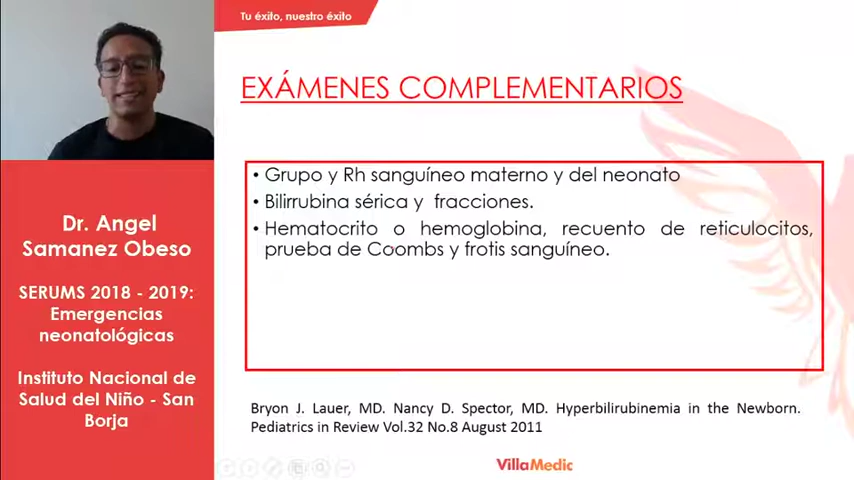 Tu éxito, nuestro éxito
EXÁMENES COMPLEMENTARIOS
• Grupo y Rh sanguíneo materno y del neonato
• Bilirrubina sérica y fracciones.
• Hematocrito o hemoglobina, recuento de reticulocitos,
prueba de Coombs y frotis sanguíneo.
Dr. Angel
Samanez Obeso
SERUMS 2018 - 2019:
Emergencias
neonatológicas
Instituto Nacional de
Salud del Niño - San
Borja
Bryon J. Lauer, MD. Nancy D. Spector, MD. Hyperbilirubinemia in the Newborn.
Pediatrics in Review Vol.32 No.8 August 2011
VillaMedic